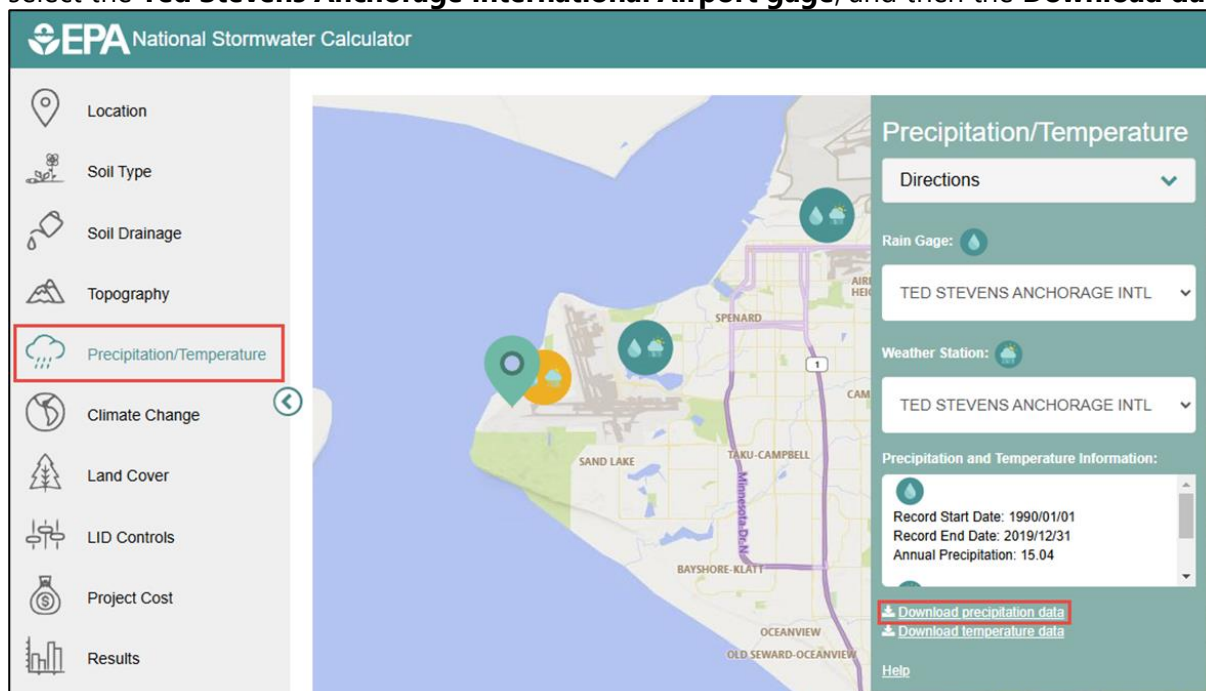 select the Ted Stevens Anchorage International Airport gage, and then the Download da
EPA National Stormwater Calculator
Location
Soil Type
Soil Drainage
Topography
Precipitation/Temperature
Climate Change
Land Cover
LID Controls
Project Cost
Results
SPENARD
AIR
HEI
1
CAM
SAND LAKE
TAKU-CAMPBELL
Minnesota Dr N
BAYSHORE-KLATT
OCEANVIEW
OLD SEWARD-OCEANVIEW
Precipitation/Temperature
Directions
Rain Gage:
TED STEVENS ANCHORAGE INTL
Weather Station:
TED STEVENS ANCHORAGE INTL
Precipitation and Temperature Information:
Record Start Date: 1990/01/01
Record End Date: 2019/12/31
Annual Precipitation: 15.04
Download precipitation data
Download temperature data
Help